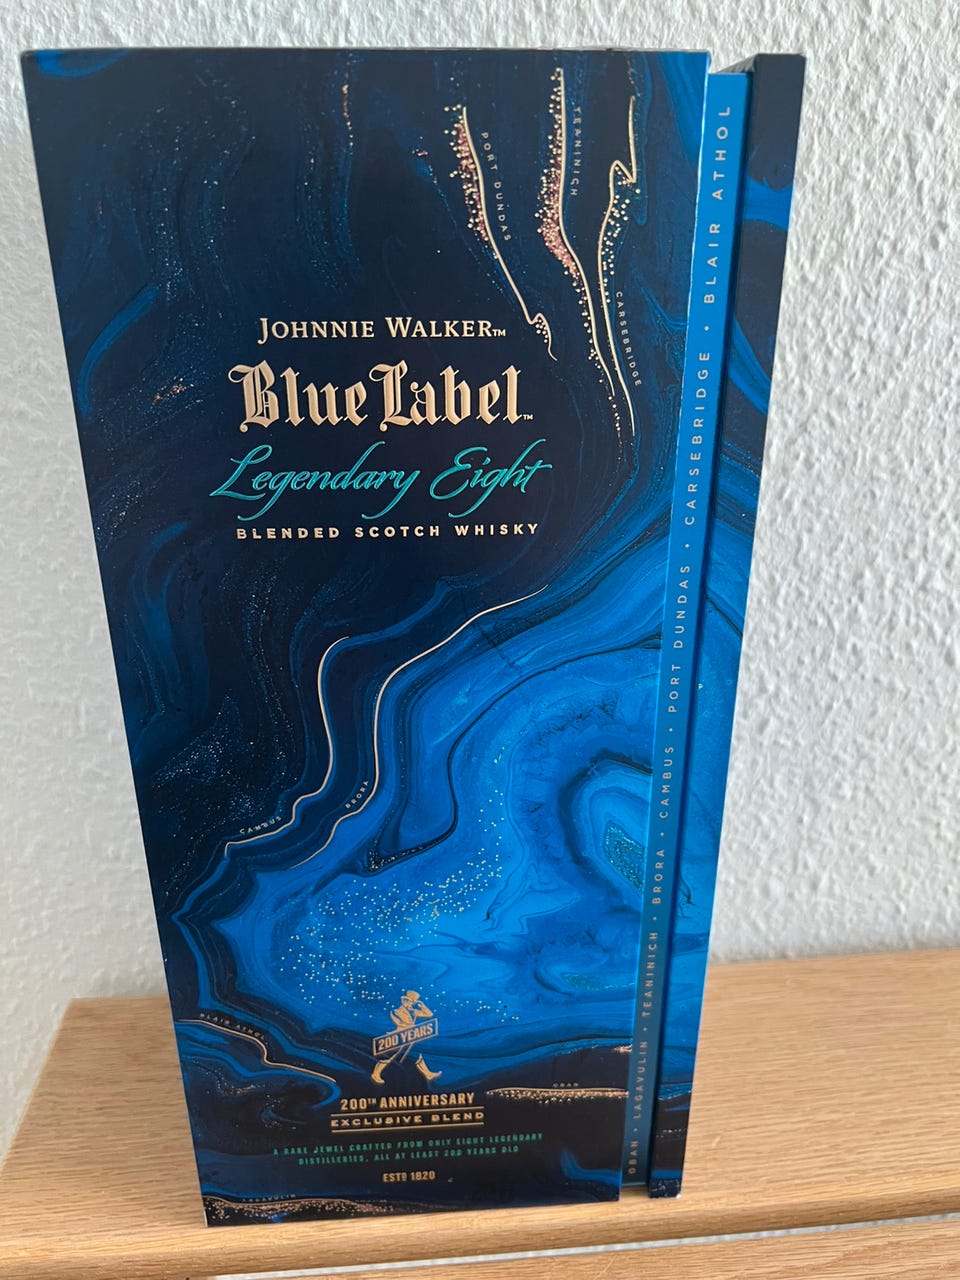 PORT DUNDAS
TEANINICH
CARSEBRIDGE
JOHNNIE WALKER™
Blue Label™
Legendary Eight
BLENDED SCOTCH WHISKY
CAMBUS
BRORA
BLAIR ATHOL
200 YEARS
OBAN
200TH ANNIVERSARY
EXCLUSIVE BLEND
A RARE JEWEL CRAFTED FROM ONLY EIGHT LEGENDARY
DISTILLERIES, ALL AT LEAST 200 YEARS OLD
ESTD 1820
LAGAVULIN
OBAN • LAGAVULIN • TEANINICH • BRORA • CAMBUS • PORT DUNDAS • CARSEBRIDGE • BLAIR ATHOL